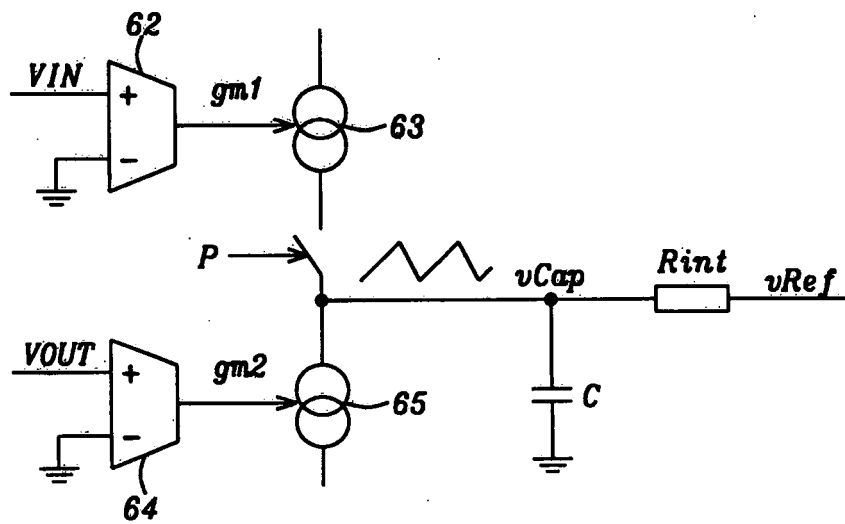 62
VIN
gm1
+
−
63
P
vCap
Rint
vRef
VOUT
gm2
+
−
65
C
64